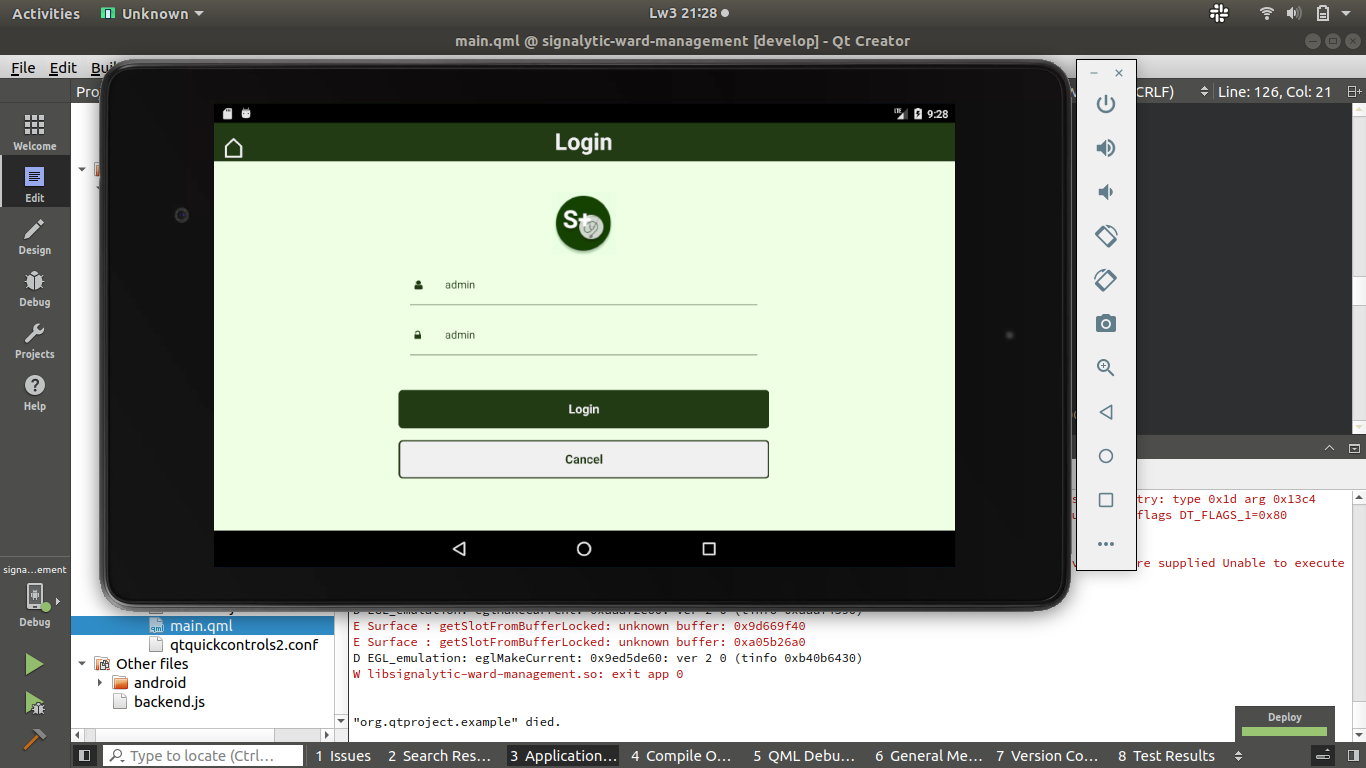 Activities Unknown Lw3 21:28
main.qml @ signalytic-ward-management [develop] - Qt Creator
File Edit
CRLF) Line: 126, Col: 21
Welcome
Edit
Design
Debug
Projects
Help
9:28
Login
S+
admin
admin
Login
Cancel
try: type 0x1d arg 0x13c4
flags DT_FLAGS_1=0x80
re supplied Unable to execute
signa…ement
Debug
main.qml
qtquickcontrols2.conf
Other files
android
backend.js
E Surface : getSlotFromBufferLocked: unknown buffer: 0x9d669f40
E Surface : getSlotFromBufferLocked: unknown buffer: 0xa05b26a0
D EGL_emulation: eglMakeCurrent: 0x9ed5de60: ver 2 0 (tinfo 0xb40b6430)
W libsignalytic-ward-management.so: exit app 0
"org.qtproject.example" died.
Deploy
Type to locate (Ctrl… 1 Issues 2 Search Res… 3 Application… 4 Compile O… 5 QML Debu… 6 General Me… 7 Version Co… 8 Test Results